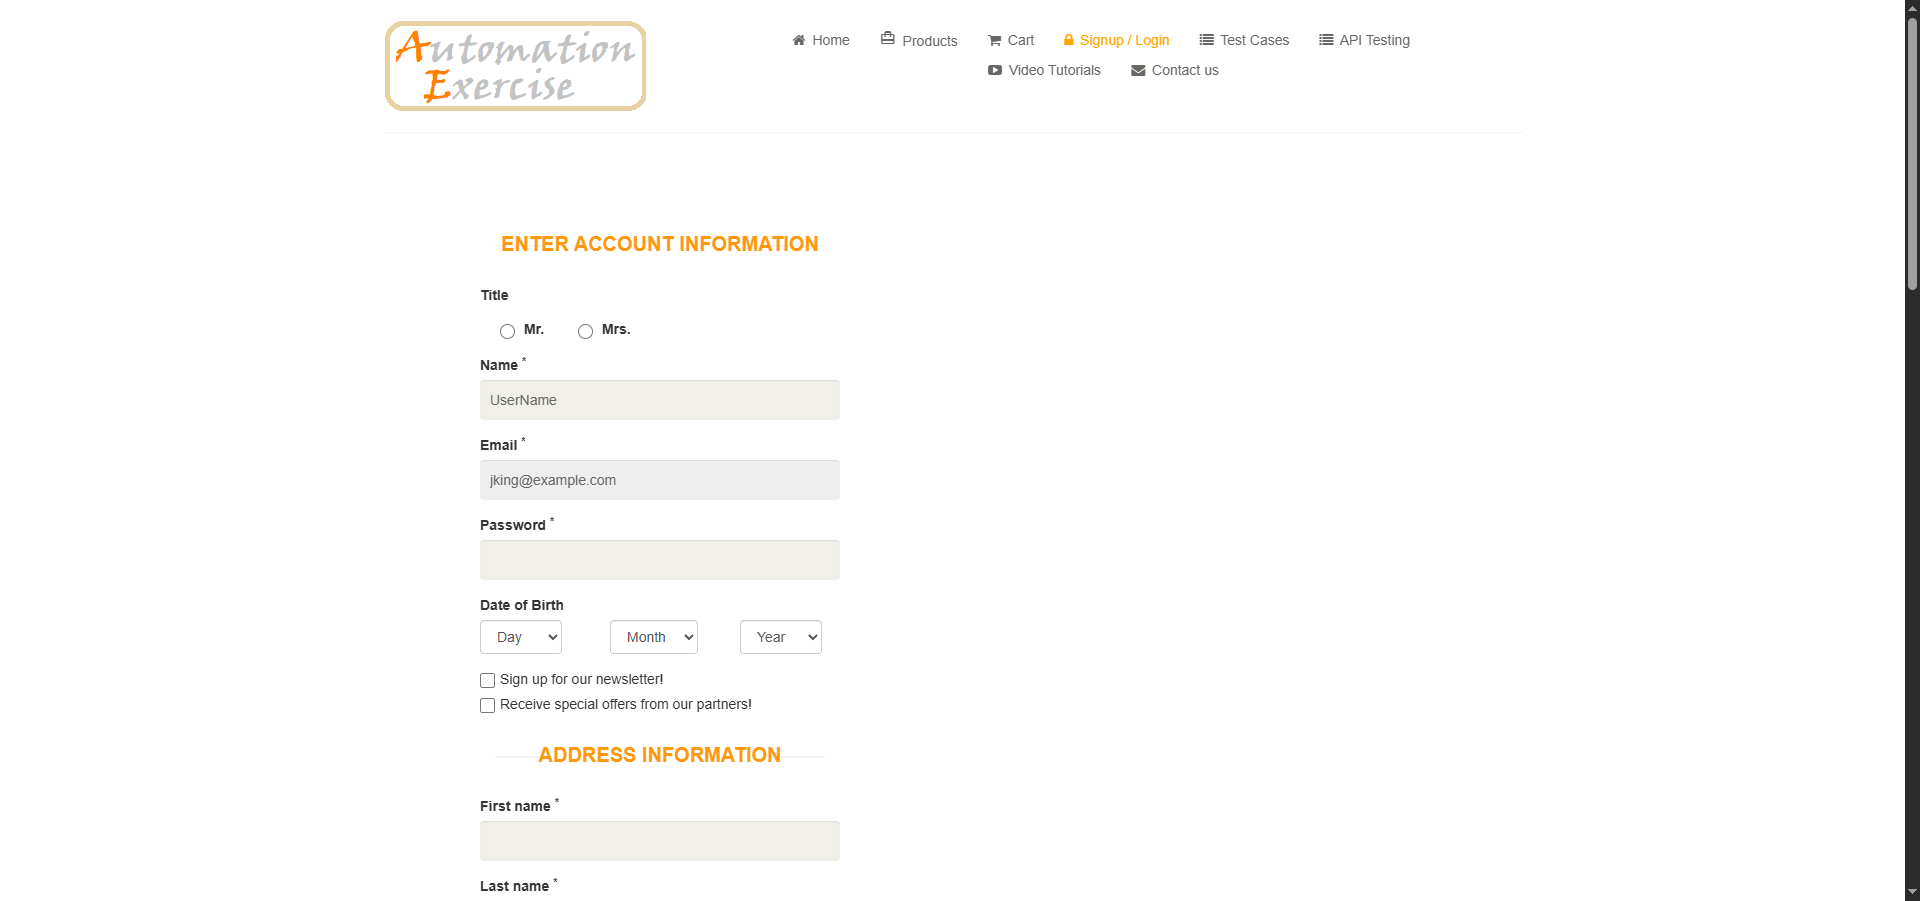 Automation
Exercise
Home
Products
Cart
Signup / Login
Test Cases
API Testing
Video Tutorials
Contact us
ENTER ACCOUNT INFORMATION
Title
Mr.
Mrs.
Name *
UserName
Email *
jking@example.com
Password *
Date of Birth
Day
Month
Year
Sign up for our newsletter!
Receive special offers from our partners!
ADDRESS INFORMATION
First name *
Last name *